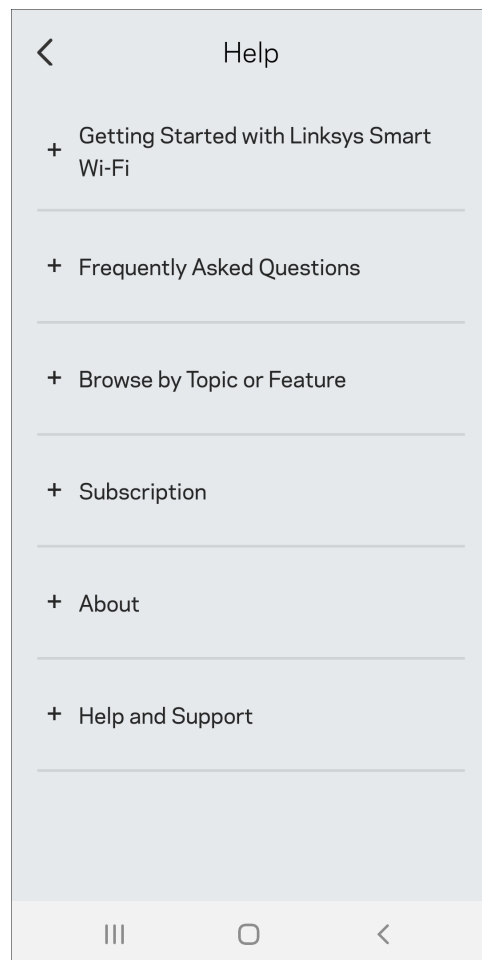 Help
Getting Started with Linksys Smart
Wi-Fi
Frequently Asked Questions
Browse by Topic or Feature
Subscription
About
Help and Support